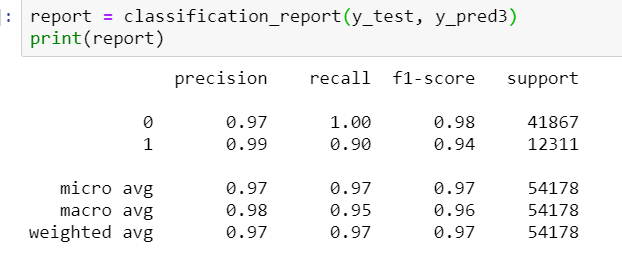 ]: report = classification_report(y_test, y_pred3)
print(report)
precision recall f1-score support
0 0.97 1.00 0.98 41867
1 0.99 0.90 0.94 12311
micro avg 0.97 0.97 0.97 54178
macro avg 0.98 0.95 0.96 54178
weighted avg 0.97 0.97 0.97 54178